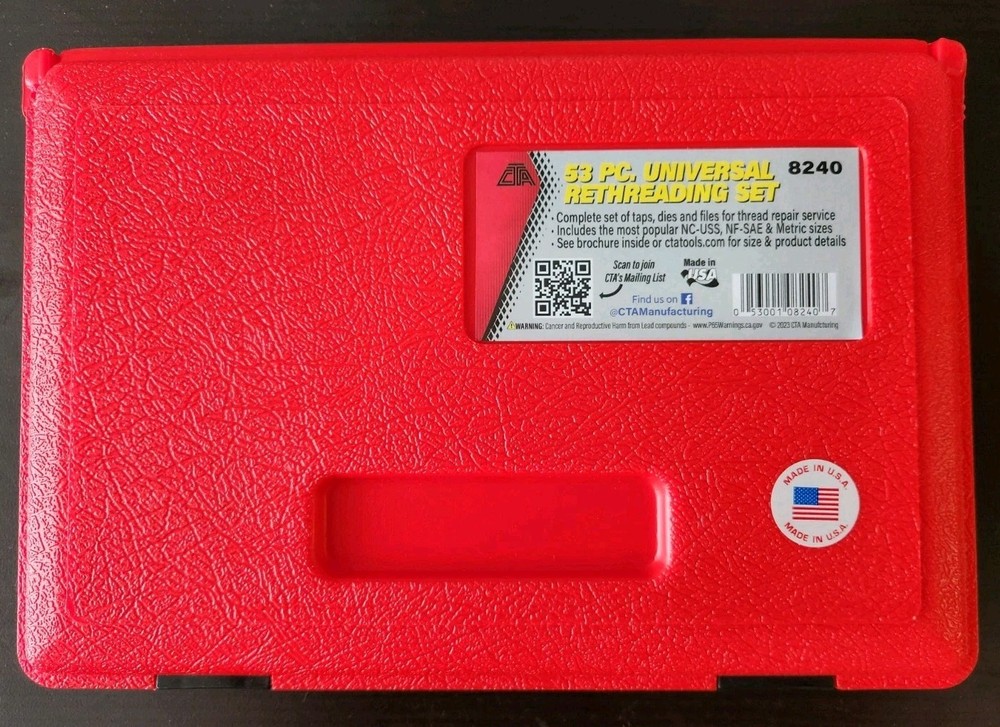 CTA
53 PC. UNIVERSAL 8240
RETHREADING SET
· Complete set of taps, dies and files for thread repair service
· Includes the most popular NC-USS, NF-SAE & Metric sizes
· See brochure inside or ctatools.com for size & product details
Scan to join
CTA's Mailing List
Made in
USA
Find us on f
@CTAManufacturing
0 53001 08240 7
⚠WARNING: Cancer and Reproductive Harm from Lead compounds - www.P65Warnings.ca.gov © 2023 CTA Manufcturing
MADE IN U.S.A.
MADE IN U.S.A.